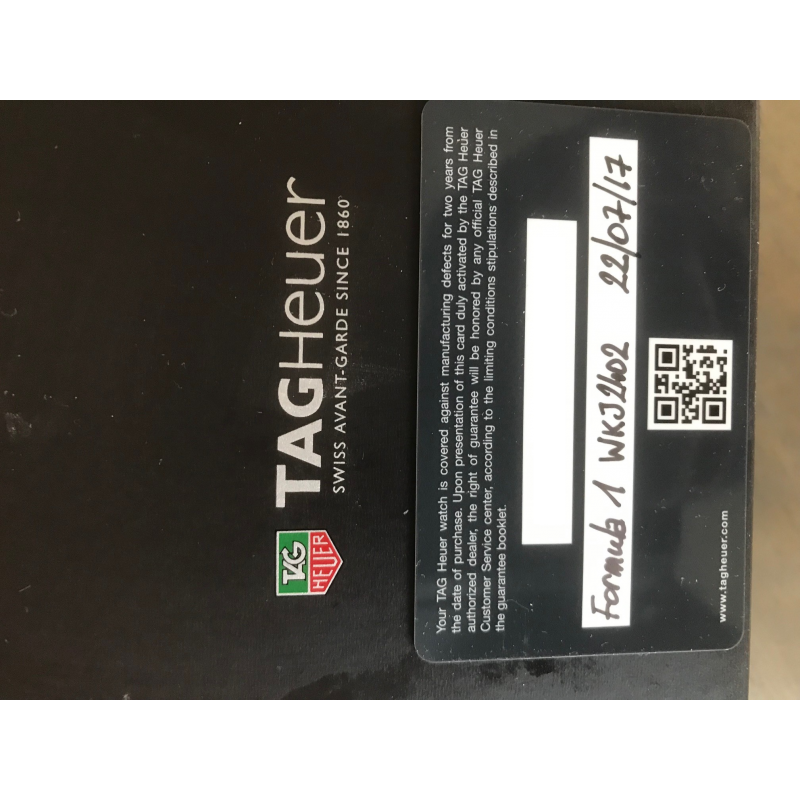 TAG
HEUER
TAGHeuer
SWISS AVANT-GARDE SINCE 1860
Your TAG Heuer watch is covered against manufacturing defects for two years from
the date of purchase. Upon presentation of this card duly activated by the TAG Heuer
authorized dealer, the right of guarantee will be honored by any official TAG Heuer
Customer Service center, according to the limiting conditions stipulations described in
the guarantee booklet.
Formula 1 WKJ2402 22/07/17
www.tagheuer.com